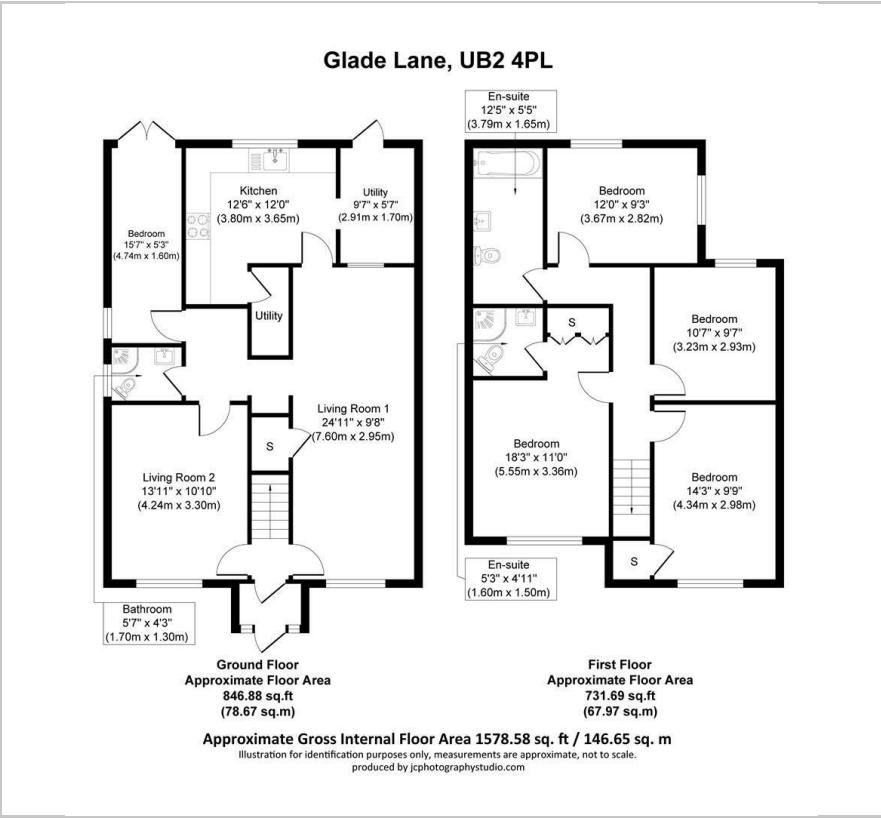 Glade Lane, UB2 4PL
Bedroom
15'7" x 5'3"
(4.74m x 1.60m)
Kitchen
12'6" x 12'0"
(3.80m x 3.65m)
Utility
9'7" x 5'7"
(2.91m x 1.70m)
Utility
Living Room 1
24'11" x 9'8"
(7.60m x 2.95m)
S
Living Room 2
13'11" x 10'10"
(4.24m x 3.30m)
Bathroom
5'7" x 4'3"
(1.70m x 1.30m)
Ground Floor
Approximate Floor Area
846.88 sq.ft
(78.67 sq.m)
En-suite
12'5" x 5'5"
(3.79m x 1.65m)
Bedroom
12'0" x 9'3"
(3.67m x 2.82m)
S
Bedroom
10'7" x 9'7"
(3.23m x 2.93m)
Bedroom
18'3" x 11'0"
(5.55m x 3.36m)
Bedroom
14'3" x 9'9"
(4.34m x 2.98m)
S
En-suite
5'3" x 4'11"
(1.60m x 1.50m)
First Floor
Approximate Floor Area
731.69 sq.ft
(67.97 sq.m)
Approximate Gross Internal Floor Area 1578.58 sq. ft / 146.65 sq. m
Illustration for identification purposes only, measurements are approximate, not to scale.
produced by jcphotographystudio.com